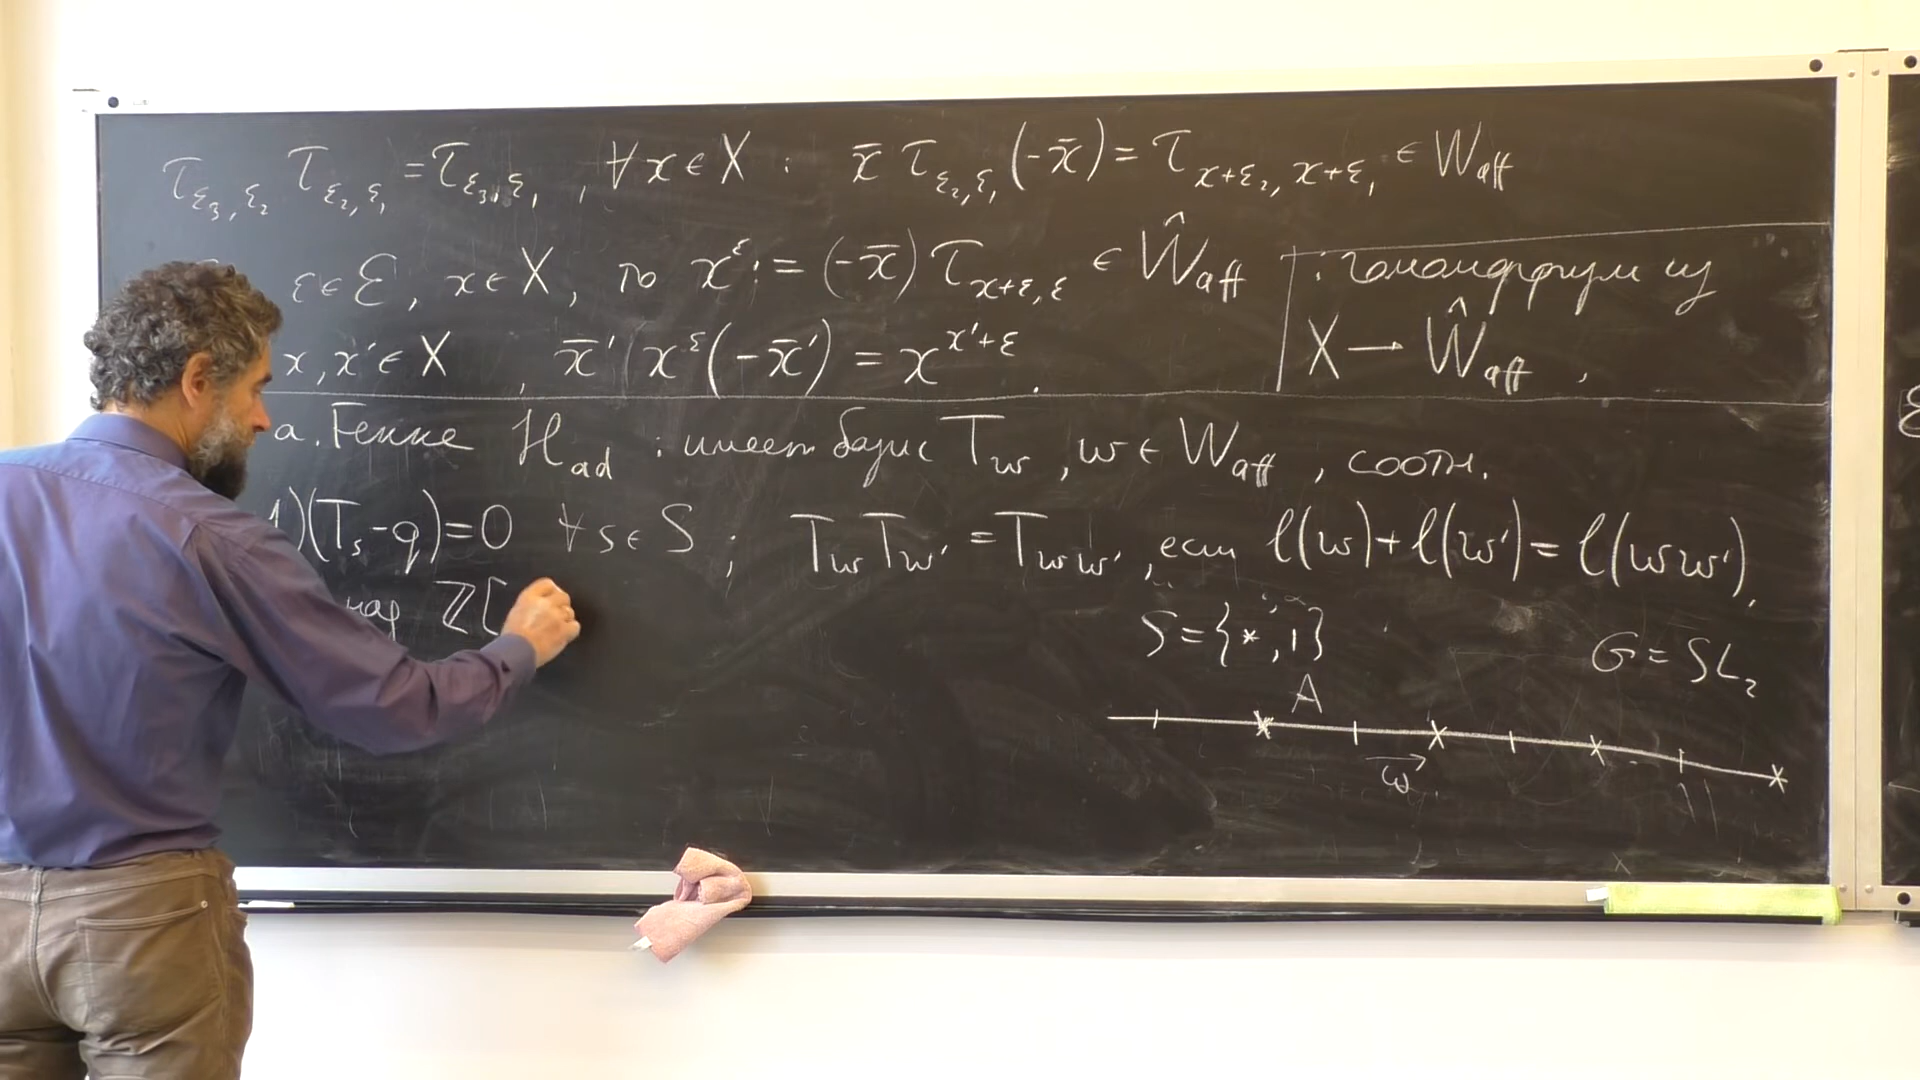 τ_{ε₃,ε₂} τ_{ε₂,ε₁} = τ_{ε₃,ε₁}, ∀x∈X : x̄ τ_{ε₂,ε₁}(-x̄) = τ_{x+ε₂, x+ε₁} ∈ W_aff
ε∈ℰ, x∈X, то x^ε := (-x̄) τ_{x+ε,ε} ∈ Ŵ_aff
: гомоморфизм из
X → Ŵ_aff,
x, x'∈X, x̄' x^ε(-x̄') = x^{x'+ε}.
а. Гекке H_ad : имеет базис T_w, w∈W_aff, соотн.
1)(T_s-q)=0 ∀s∈S ; T_w T_w' = T_ww', если l(w)+l(w')=l(ww').
над ℤ[
S={*,1}
G=SL₂
A
ω